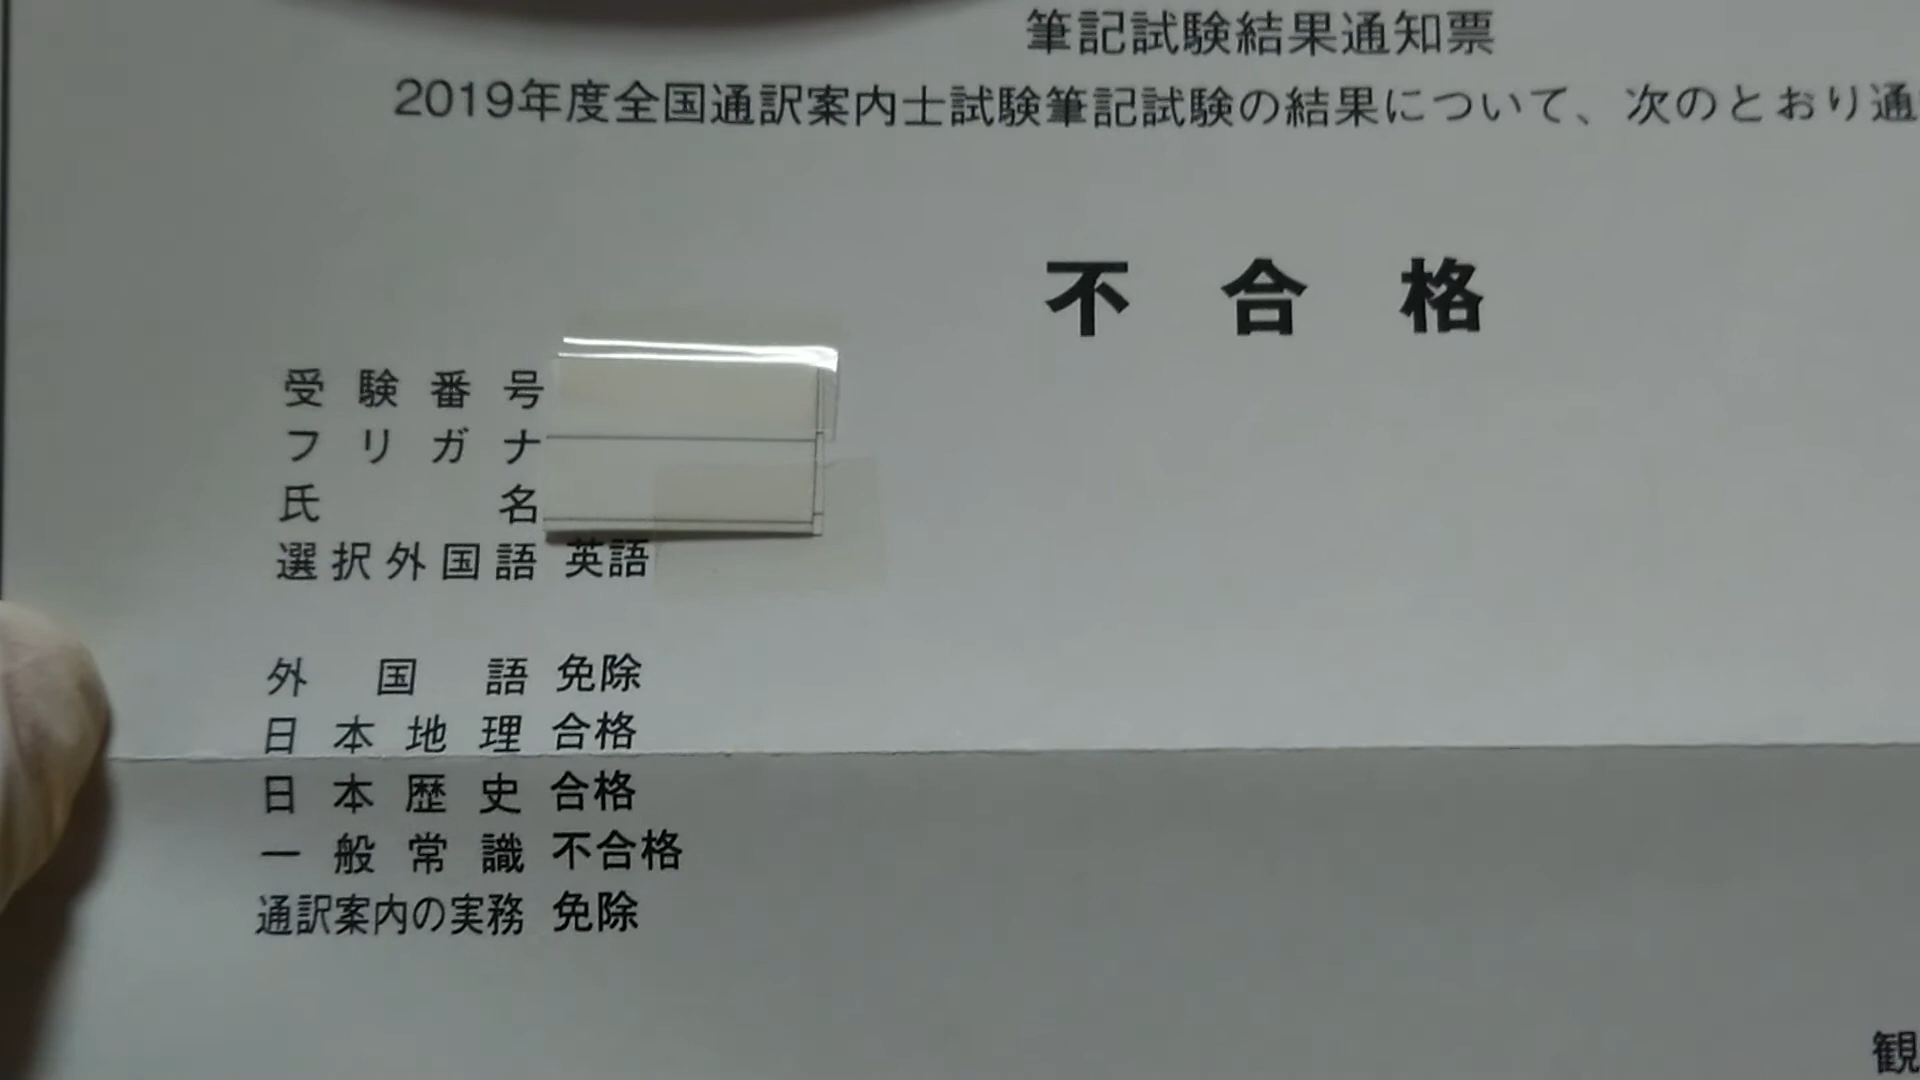 筆記試験結果通知票
2019年度全国通訳案内士試験筆記試験の結果について、次のとおり通
不合格
受験番号
フリガナ
氏名
選択外国語 英語
外国語 免除
日本地理 合格
日本歴史 合格
一般常識 不合格
通訳案内の実務 免除
観